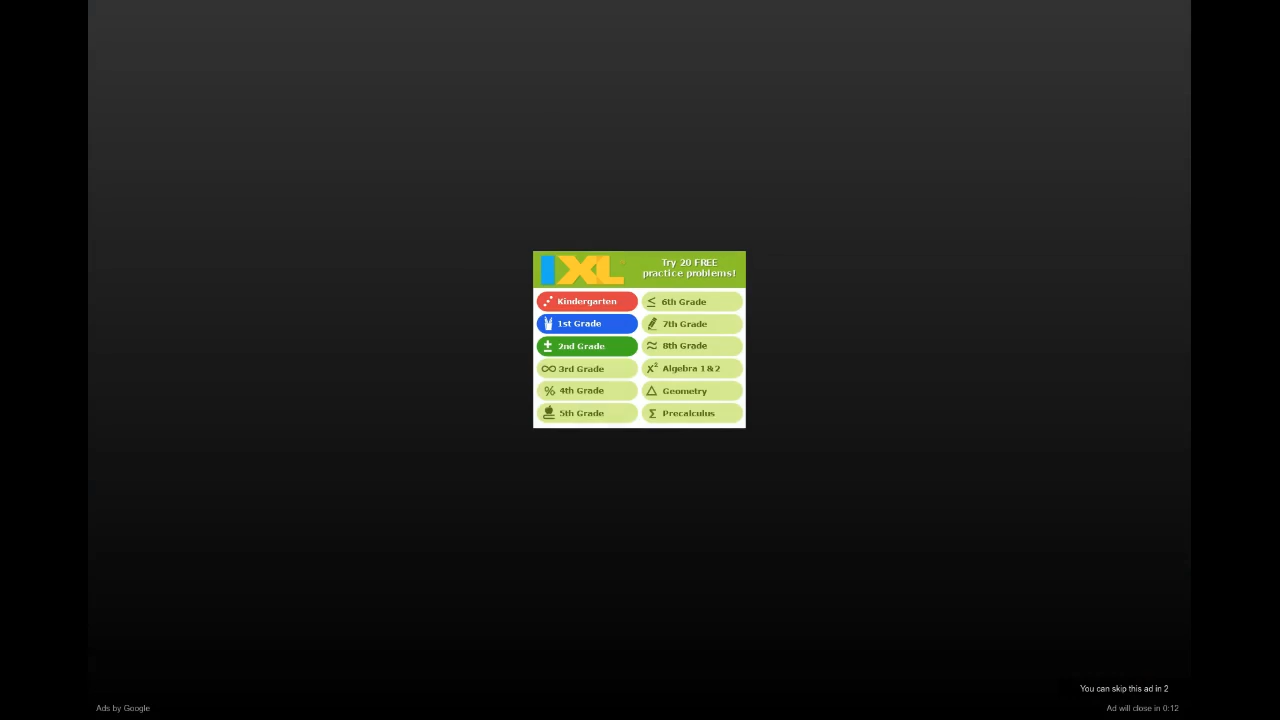 IXL
Try 20 FREE
practice problems!
Kindergarten
1st Grade
2nd Grade
∞ 3rd Grade
% 4th Grade
5th Grade
≤ 6th Grade
7th Grade
≈ 8th Grade
X² Algebra 1&2
Geometry
Σ Precalculus
You can skip this ad in 2
Ads by Google
Ad will close in 0:12